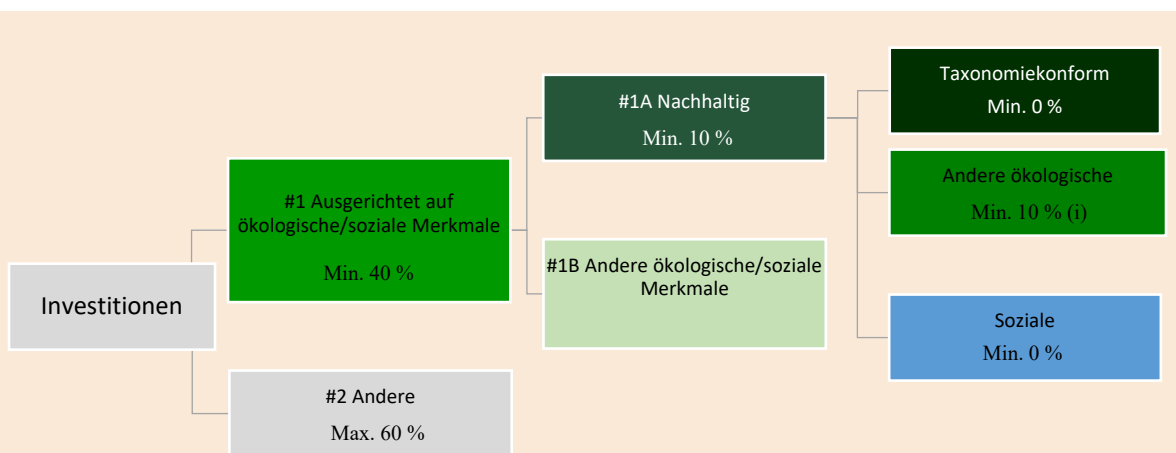 Investitionen
#1 Ausgerichtet auf
ökologische/soziale Merkmale
Min. 40 %
#2 Andere
Max. 60 %
#1A Nachhaltig
Min. 10 %
#1B Andere ökologische/soziale
Merkmale
Taxonomiekonform
Min. 0 %
Andere ökologische
Min. 10 % (i)
Soziale
Min. 0 %